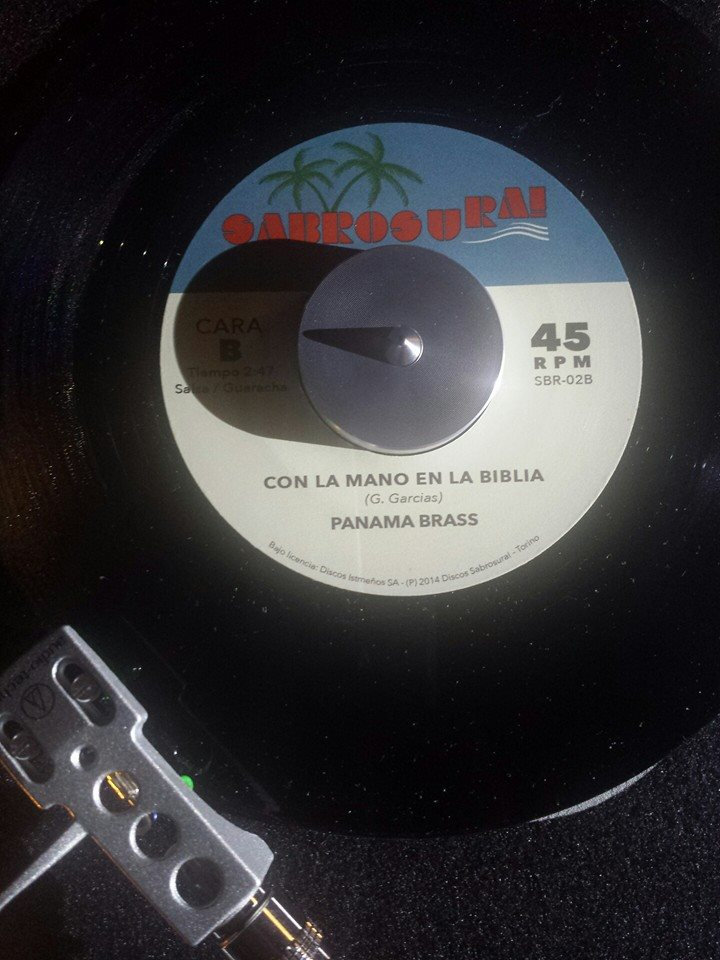 SABROSURA!
CARA
B
Tiempo 2:47
Salsa / Guaracha
45
RPM
SBR-02B
CON LA MANO EN LA BIBLIA
(G. Garcias)
PANAMA BRASS
Bajo licencia: Discos Istmeños SA - (P) 2014 Discos Sabrosura! - Torino